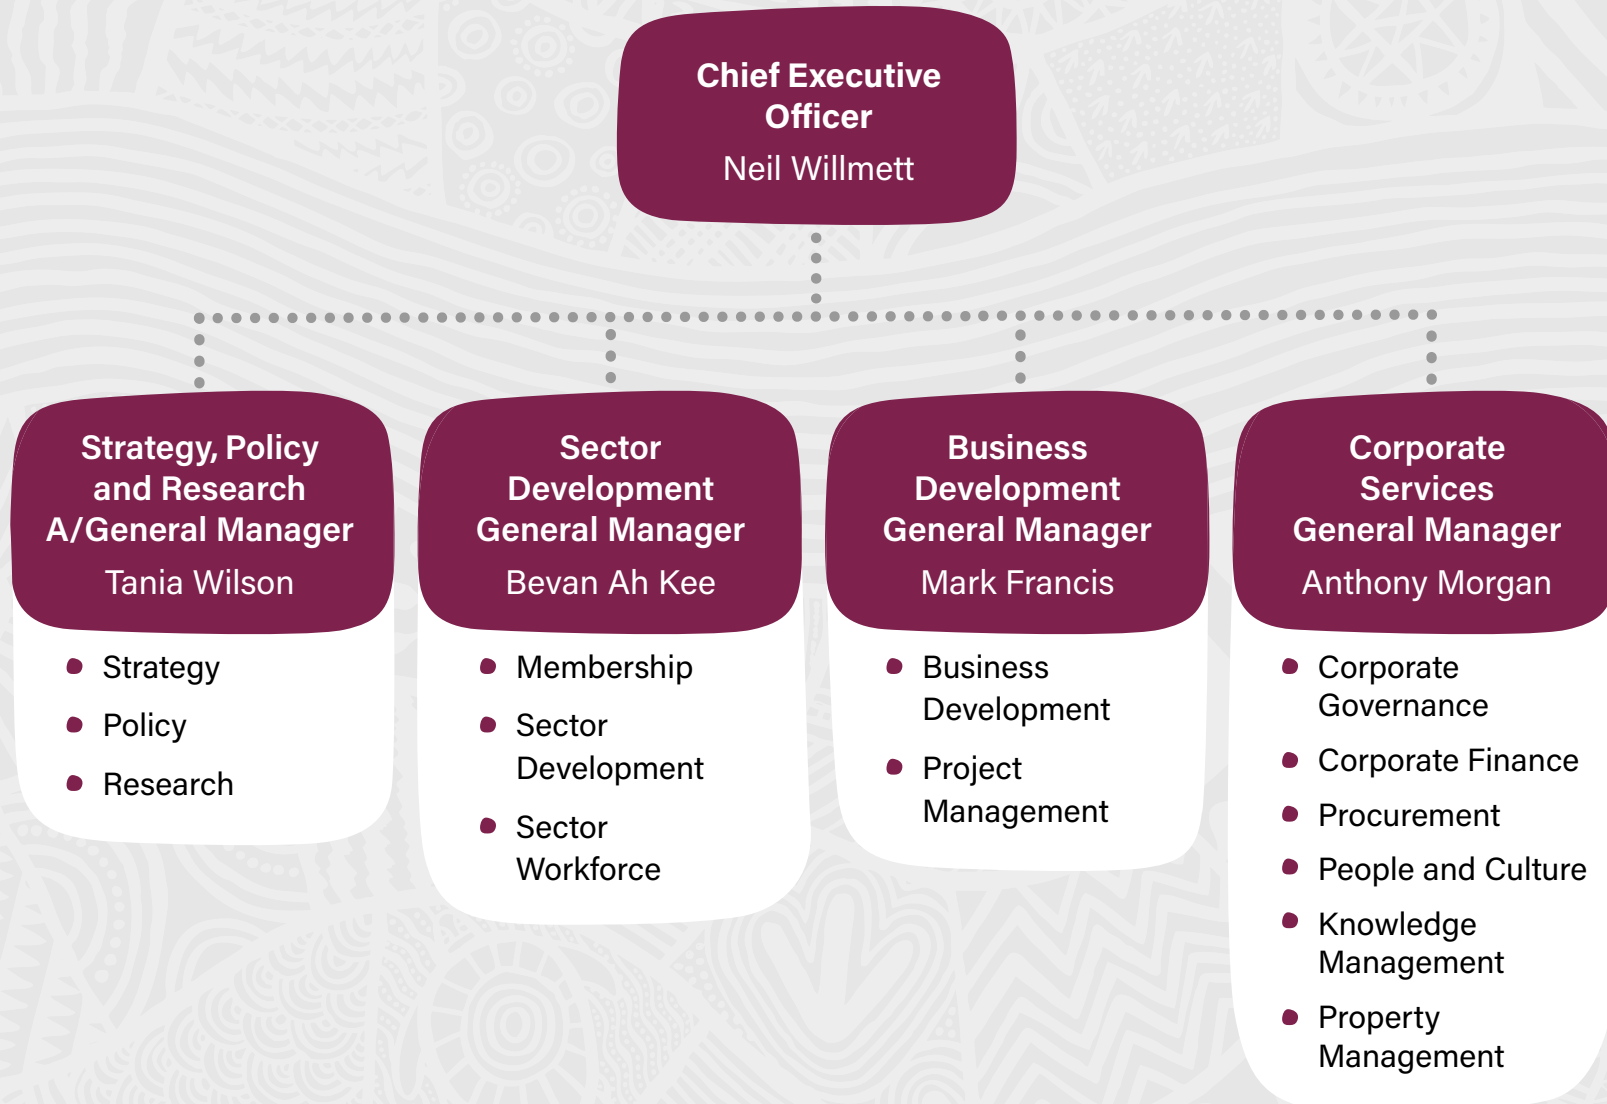 Chief Executive
Officer
Neil Willmett
Strategy, Policy
and Research
A/General Manager
Tania Wilson
Strategy
Policy
Research
Sector
Development
General Manager
Bevan Ah Kee
Membership
Sector
Development
Sector
Workforce
Business
Development
General Manager
Mark Francis
Business
Development
Project
Management
Corporate
Services
General Manager
Anthony Morgan
Corporate
Governance
Corporate Finance
Procurement
People and Culture
Knowledge
Management
Property
Management